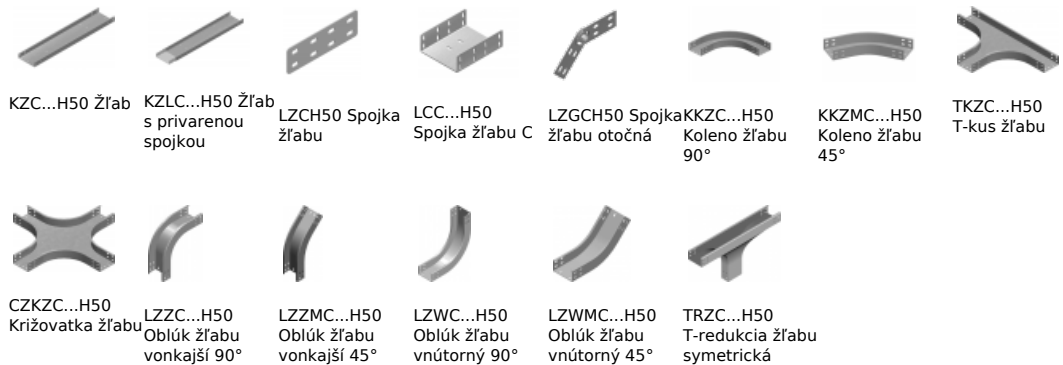 KZC...H50 Žľab
KZLC...H50 Žľab
s privarenou
spojkou
LZCH50 Spojka
žľabu
LCC...H50
Spojka žľabu C
LZGCH50 Spojka
žľabu otočná
KKZC...H50
Koleno žľabu
90°
KKZMC...H50
Koleno žľabu
45°
TKZC...H50
T-kus žľabu
CZKZC...H50
Križovatka žľabu
LZZC...H50
Oblúk žľabu
vonkajší 90°
LZZMC...H50
Oblúk žľabu
vonkajší 45°
LZWC...H50
Oblúk žľabu
vnútorný 90°
LZWMC...H50
Oblúk žľabu
vnútorný 45°
TRZC...H50
T-redukcia žľabu
symetrická